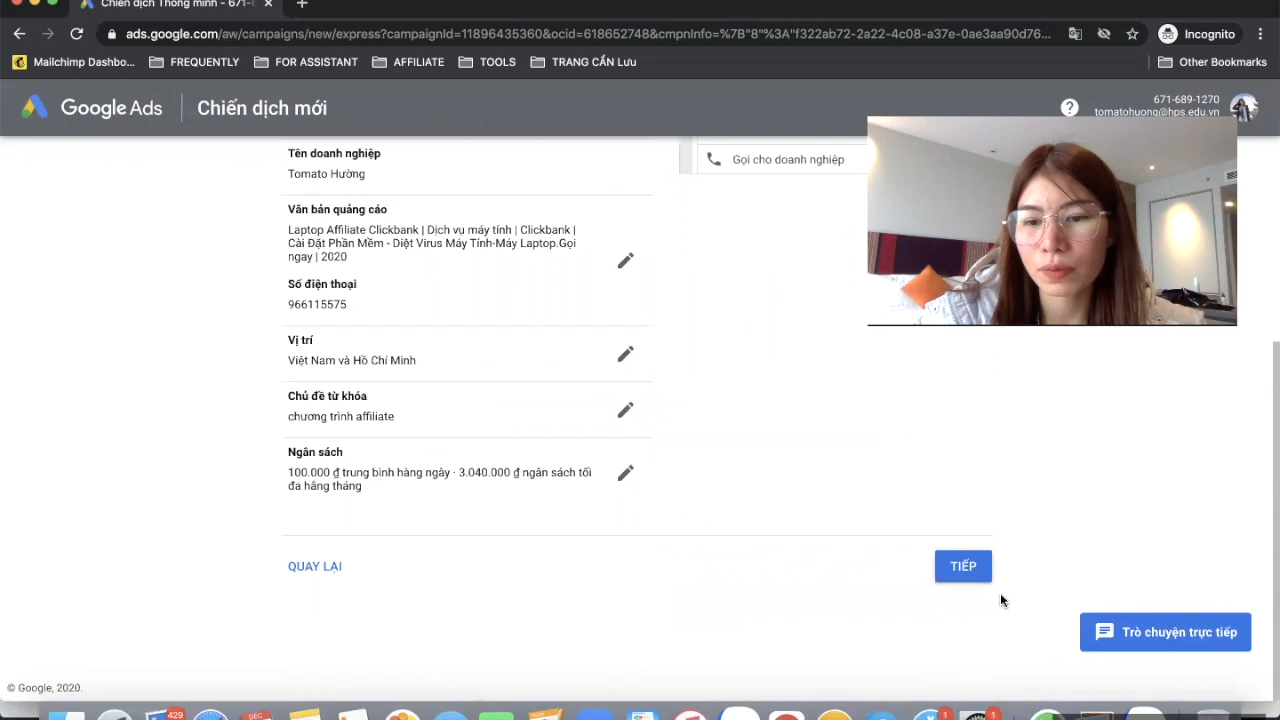 Chiến dịch Thông minh - 671-6
ads.google.com/aw/campaigns/new/express?campaignId=11896435360&ocid=618652748&cmpnInfo=%7B"8"%3A"f322ab72-2a22-4c08-a37e-0ae3aa90d76...
Incognito
Mailchimp Dashbo...
FREQUENTLY
FOR ASSISTANT
AFFILIATE
TOOLS
TRANG CẦN Lưu
Other Bookmarks
Google Ads
Chiến dịch mới
671-689-1270
tomatohuong@hps.edu.vn
Tên doanh nghiệp
Tomato Hường
Gọi cho doanh nghiệp
Văn bản quảng cáo
Laptop Affiliate Clickbank | Dịch vụ máy tính | Clickbank |
Cài Đặt Phần Mềm - Diệt Virus Máy Tính-Máy Laptop.Gọi
ngay | 2020
Số điện thoại
966115575
Vị trí
Việt Nam và Hồ Chí Minh
Chủ đề từ khóa
chương trình affiliate
Ngân sách
100.000 ₫ trung bình hàng ngày · 3.040.000 ₫ ngân sách tối
đa hằng tháng
QUAY LẠI
TIẾP
Trò chuyện trực tiếp
© Google, 2020.
429
DEC
1
1